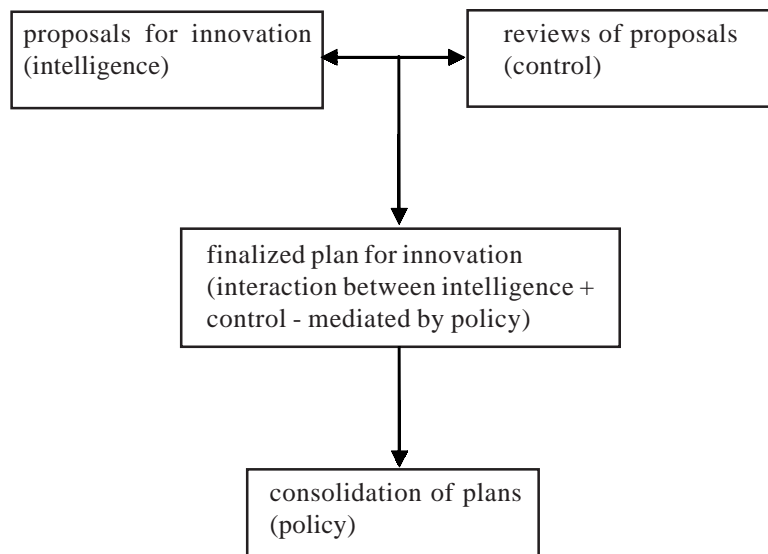 proposals for innovation
(intelligence)
reviews of proposals
(control)
finalized plan for innovation
(interaction between intelligence +
control - mediated by policy)
consolidation of plans
(policy)